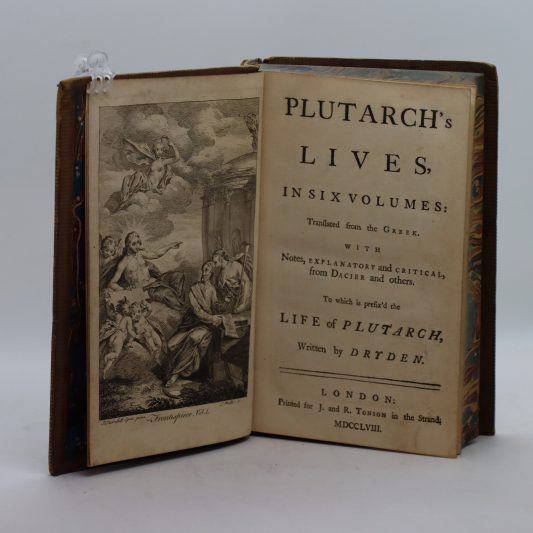 Frontispiece, Vol. I.
PLUTARCH's
LIVES,
IN SIX VOLUMES:
Translated from the GREEK.
WITH
Notes, EXPLANATORY and CRITICAL,
from DACIER and others.
To which is prefix'd the
LIFE of PLUTARCH,
Written by DRYDEN.
LONDON:
Printed for J. and R. TONSON in the Strand;
MDCCLVIII.